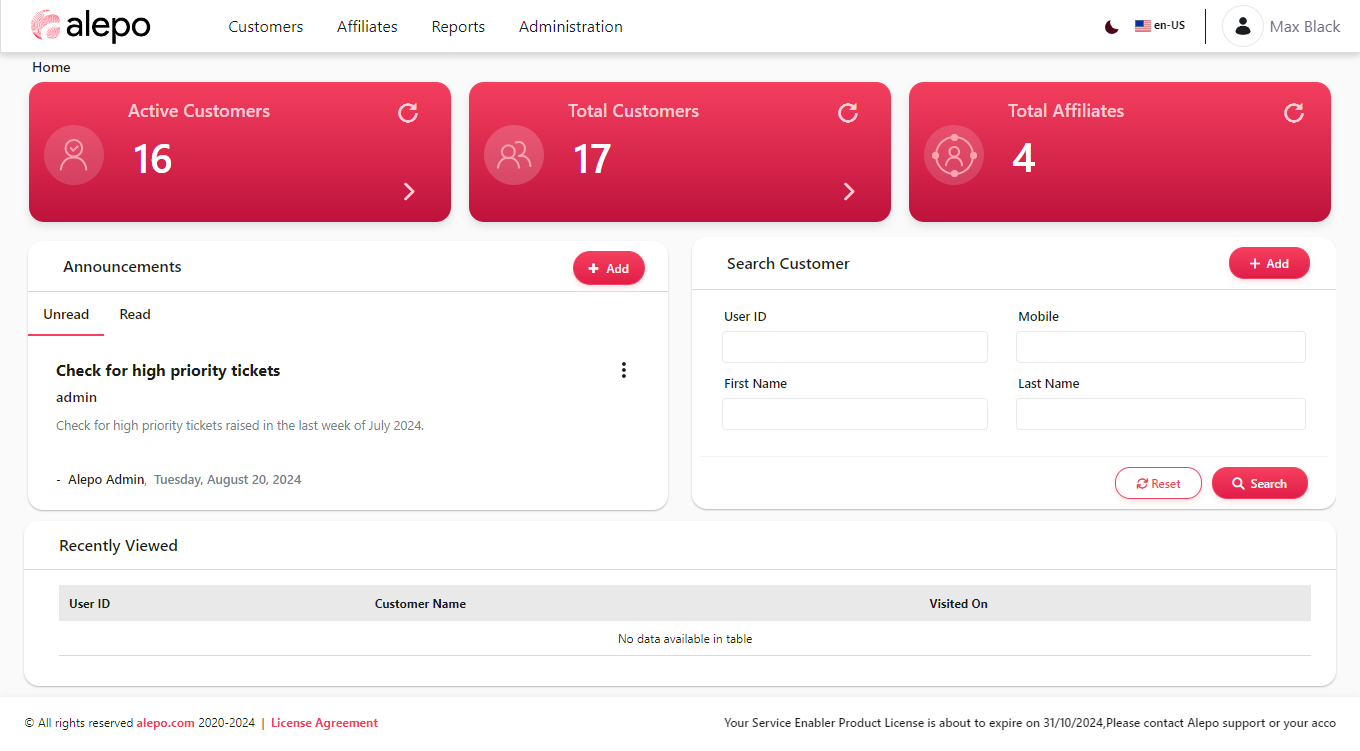 alepo
Customers Affiliates Reports Administration
en-US
Max Black
Home
Active Customers
16
Total Customers
17
Total Affiliates
4
Announcements
Add
Unread Read
Check for high priority tickets
admin
Check for high priority tickets raised in the last week of July 2024.
- Alepo Admin, Tuesday, August 20, 2024
Search Customer
Add
User ID Mobile
First Name Last Name
Reset Search
Recently Viewed
User ID Customer Name Visited On
No data available in table
© All rights reserved alepo.com 2020-2024 | License Agreement
Your Service Enabler Product License is about to expire on 31/10/2024,Please contact Alepo support or your acco